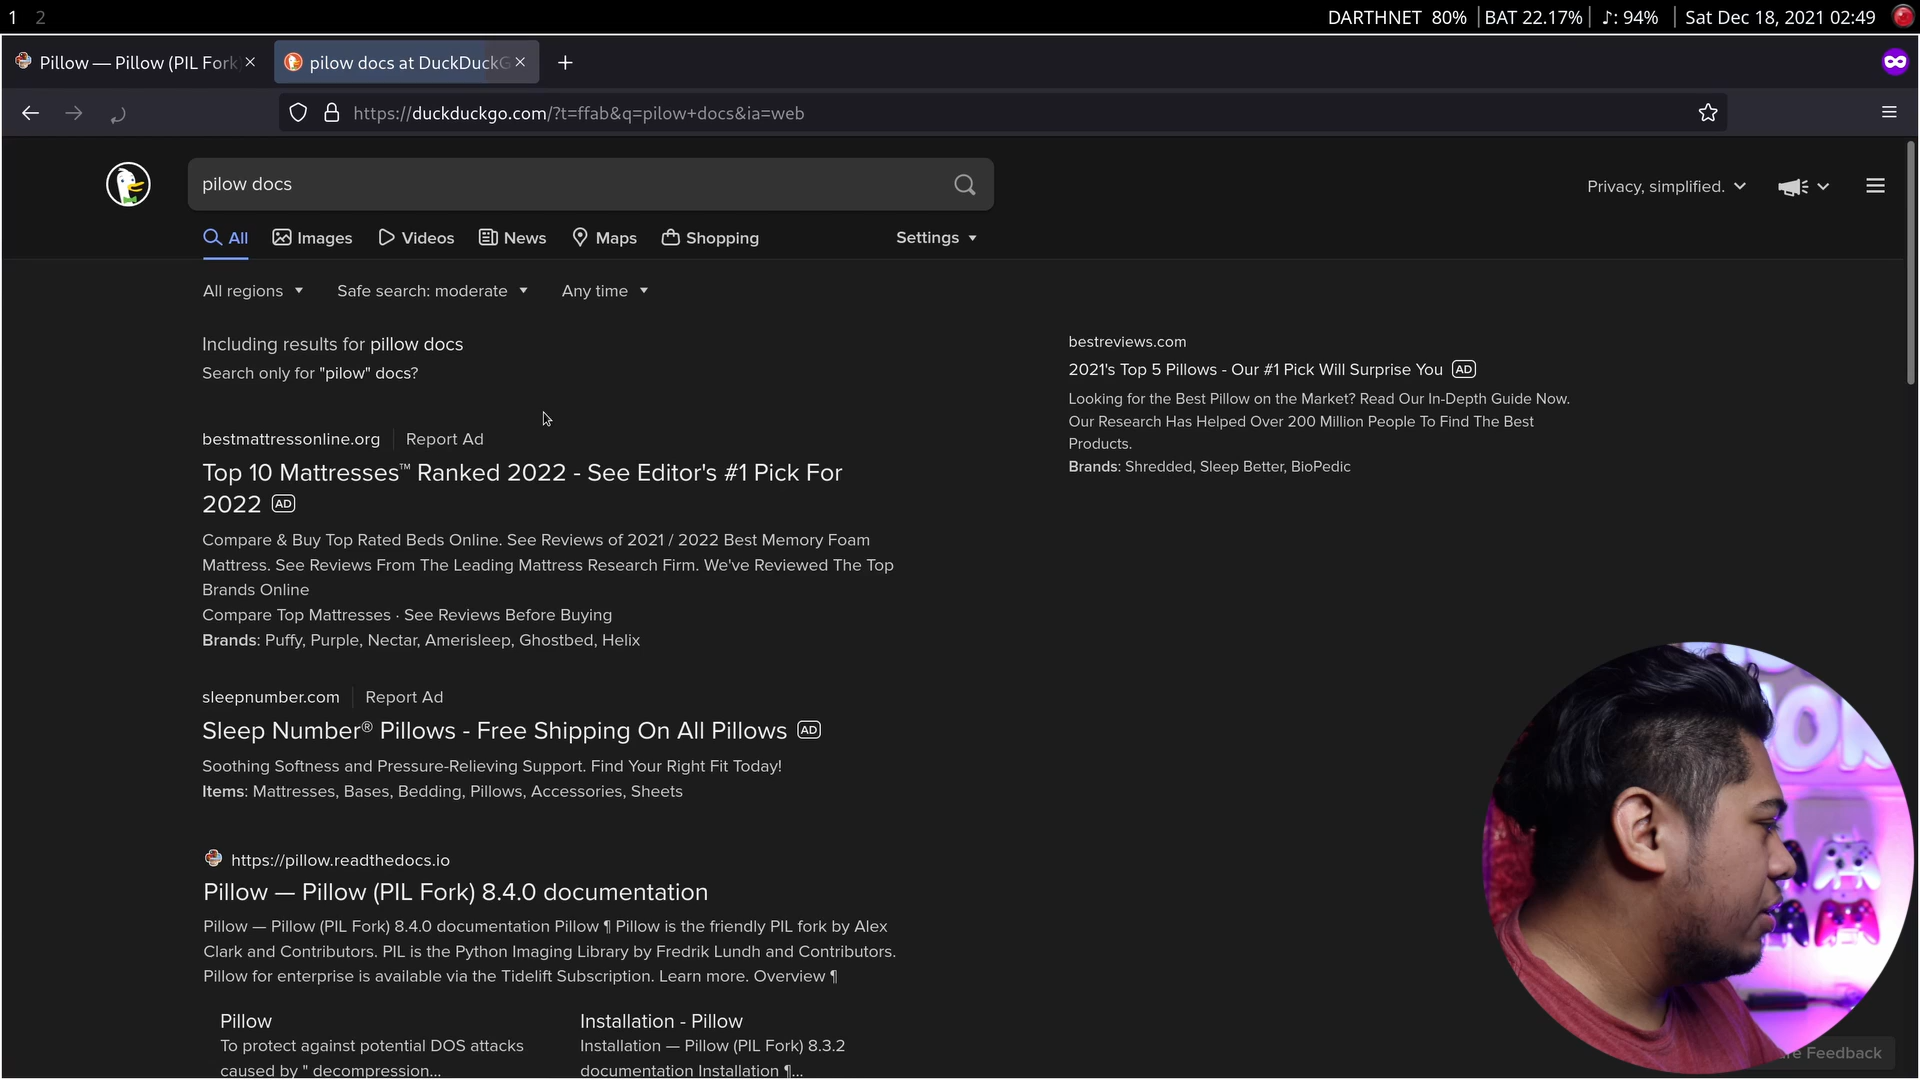 1 2 DARTHNET 80% BAT 22.17% ♪: 94% Sat Dec 18, 2021 02:49
Pillow — Pillow (PIL Fork pilow docs at DuckDuckG
https://duckduckgo.com/?t=ffab&q=pilow+docs&ia=web
pilow docs
Privacy, simplified.
All Images Videos News Maps Shopping Settings
All regions Safe search: moderate Any time
Including results for pillow docs
Search only for "pilow" docs?
bestmattressonline.org Report Ad
Top 10 Mattresses™ Ranked 2022 - See Editor's #1 Pick For
2022 AD
Compare & Buy Top Rated Beds Online. See Reviews of 2021 / 2022 Best Memory Foam
Mattress. See Reviews From The Leading Mattress Research Firm. We've Reviewed The Top
Brands Online
Compare Top Mattresses · See Reviews Before Buying
Brands: Puffy, Purple, Nectar, Amerisleep, Ghostbed, Helix
sleepnumber.com Report Ad
Sleep Number® Pillows - Free Shipping On All Pillows AD
Soothing Softness and Pressure-Relieving Support. Find Your Right Fit Today!
Items: Mattresses, Bases, Bedding, Pillows, Accessories, Sheets
https://pillow.readthedocs.io
Pillow — Pillow (PIL Fork) 8.4.0 documentation
Pillow — Pillow (PIL Fork) 8.4.0 documentation Pillow ¶ Pillow is the friendly PIL fork by Alex
Clark and Contributors. PIL is the Python Imaging Library by Fredrik Lundh and Contributors.
Pillow for enterprise is available via the Tidelift Subscription. Learn more. Overview ¶
Pillow
To protect against potential DOS attacks
caused by " decompression...
Installation - Pillow
Installation — Pillow (PIL Fork) 8.3.2
documentation Installation ¶...
bestreviews.com
2021's Top 5 Pillows - Our #1 Pick Will Surprise You AD
Looking for the Best Pillow on the Market? Read Our In-Depth Guide Now.
Our Research Has Helped Over 200 Million People To Find The Best
Products.
Brands: Shredded, Sleep Better, BioPedic
Feedback